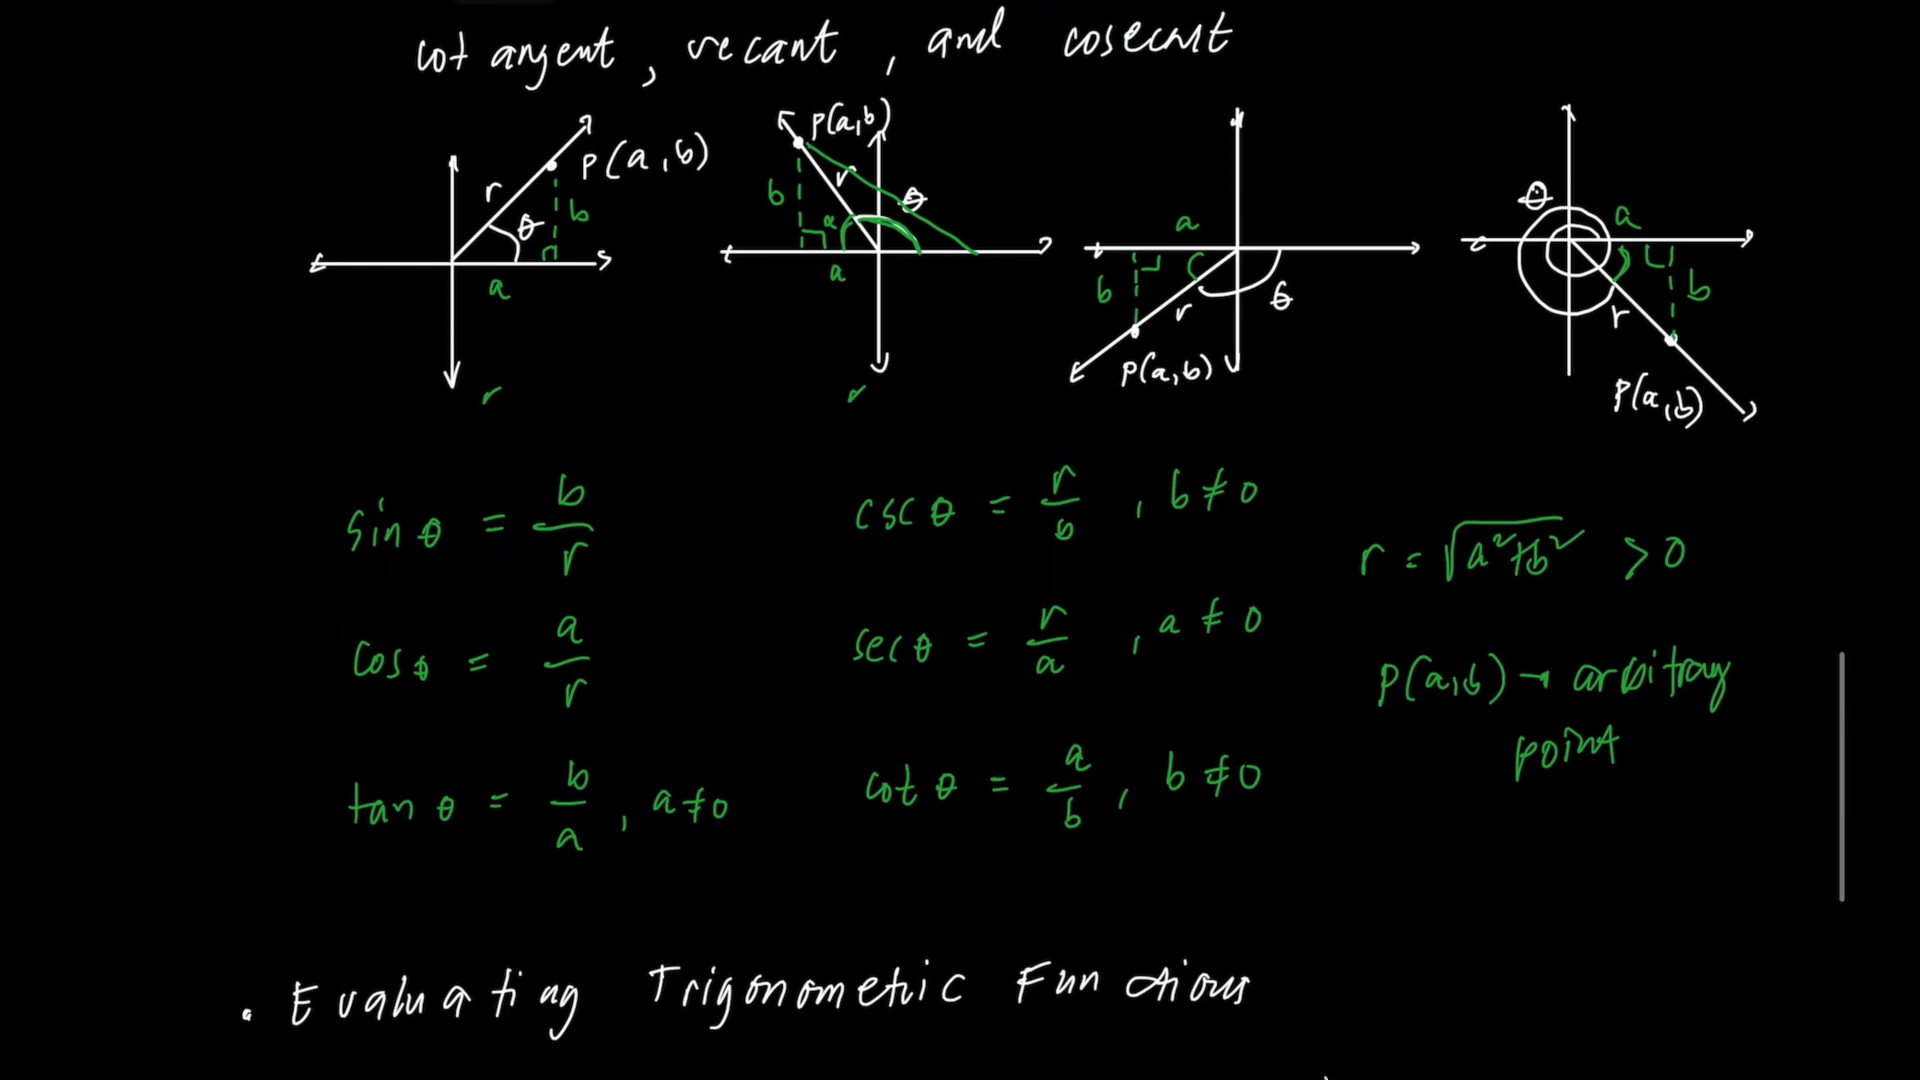 cotangent, secant, and cosecant
P(a,b) P(a,b)
r θ b b r θ α a θ a
a a b r θ r b
P(a,b) P(a,b)
r r
sin θ = b/r csc θ = r/b , b ≠ 0
r = √a²+b² > 0
cos θ = a/r sec θ = r/a , a ≠ 0
P(a,b) → arbitray
point
tan θ = b/a , a ≠ 0 cot θ = a/b , b ≠ 0
. Evaluating Trigonometric Functions